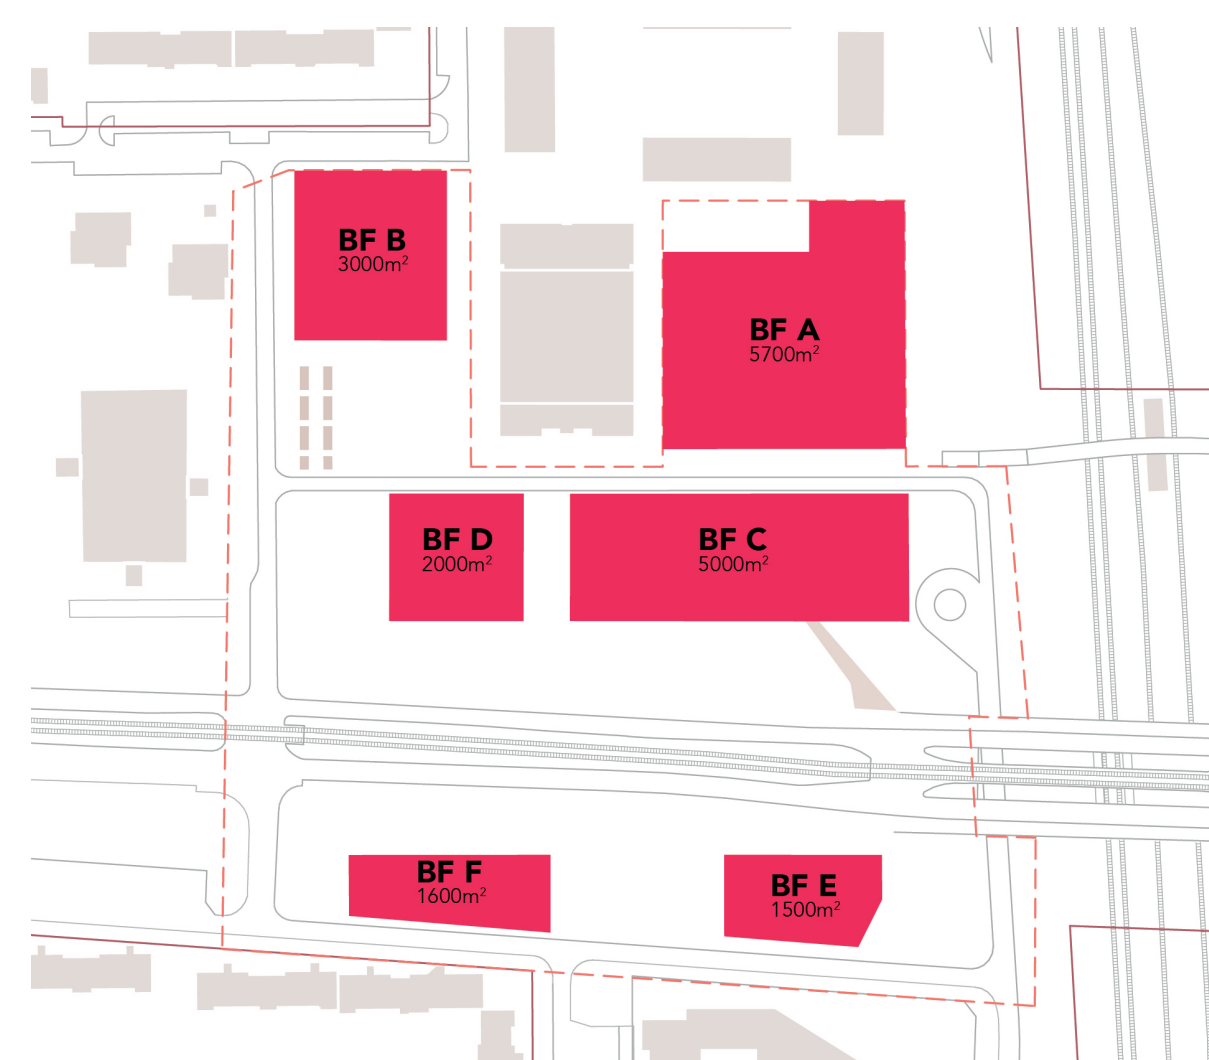 BF B
3000m²
BF A
5700m²
BF D
2000m²
BF C
5000m²
BF F
1600m²
BF E
1500m²